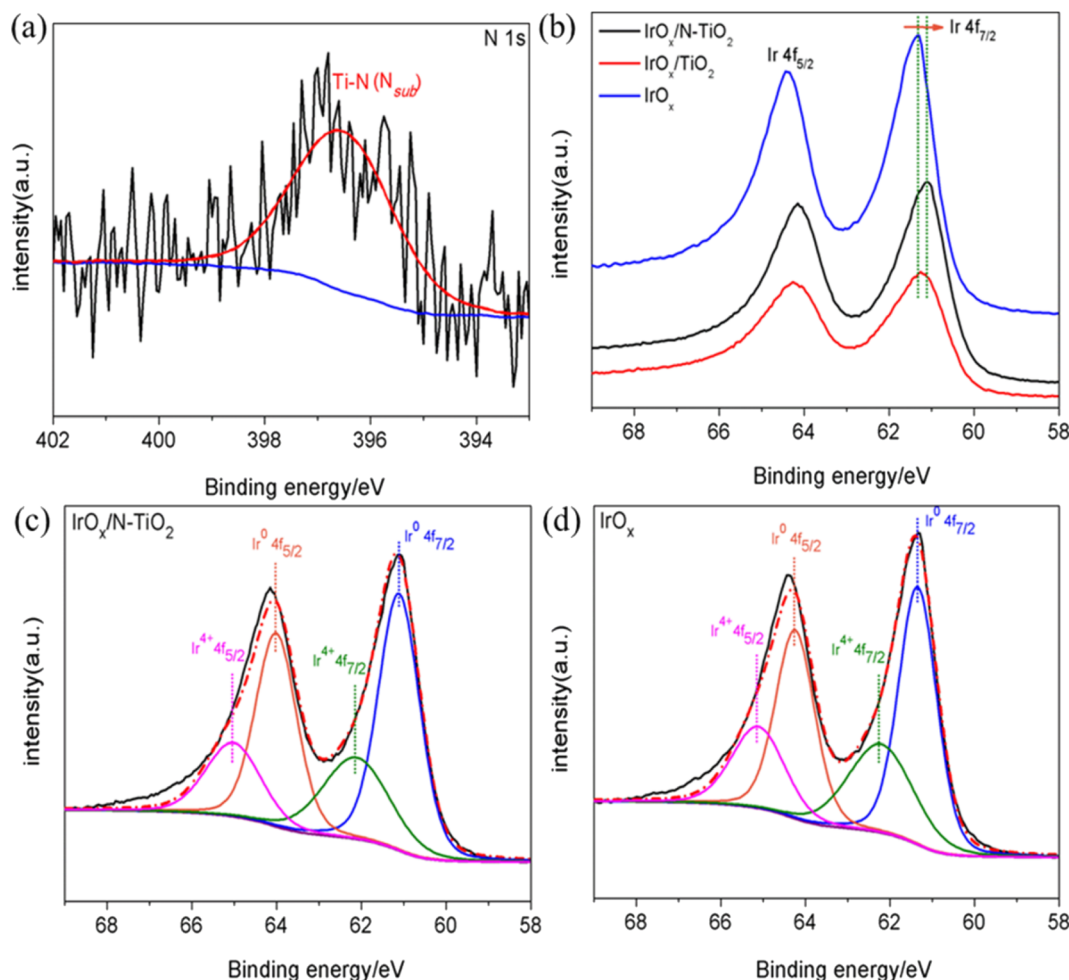 (a)
N 1s
Ti-N (N_sub)
intensity(a.u.)
402 400 398 396 394
Binding energy/eV
(b)
IrOₓ/N-TiO₂
IrOₓ/TiO₂
IrOₓ
Ir 4f₅/₂
Ir 4f₇/₂
intensity(a.u.)
68 66 64 62 60 58
Binding energy/eV
(c)
IrOₓ/N-TiO₂
Ir⁰ 4f₅/₂
Ir⁰ 4f₇/₂
Ir⁴⁺ 4f₅/₂
Ir⁴⁺ 4f₇/₂
intensity(a.u.)
68 66 64 62 60 58
Binding energy/eV
(d)
IrOₓ
Ir⁰ 4f₅/₂
Ir⁰ 4f₇/₂
Ir⁴⁺ 4f₅/₂
Ir⁴⁺ 4f₇/₂
intensity(a.u.)
68 66 64 62 60 58
Binding energy/eV